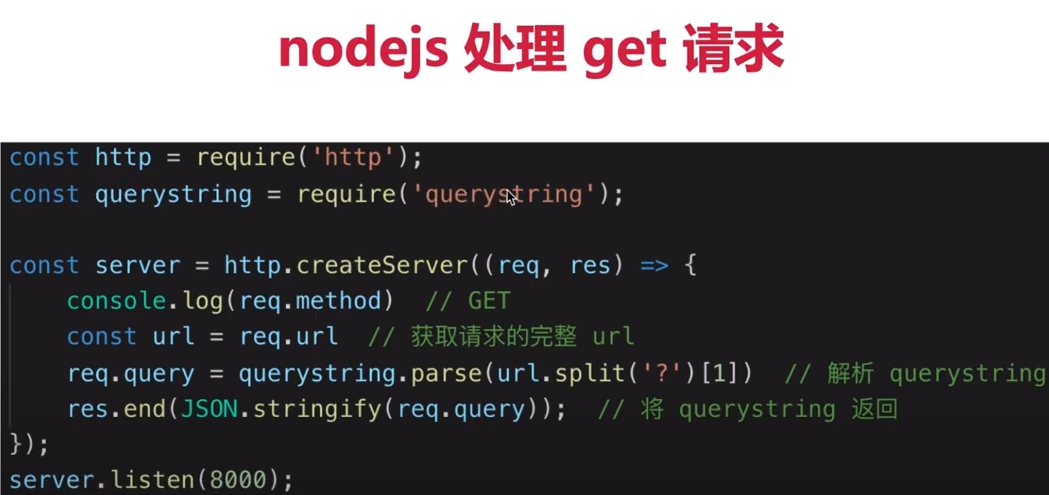 nodejs 处理 get 请求
const http = require('http');
const querystring = require('querystring');
const server = http.createServer((req, res) => {
    console.log(req.method)  // GET
    const url = req.url  // 获取请求的完整 url
    req.query = querystring.parse(url.split('?')[1])  // 解析 querystring
    res.end(JSON.stringify(req.query));  // 将 querystring 返回
});
server.listen(8000);